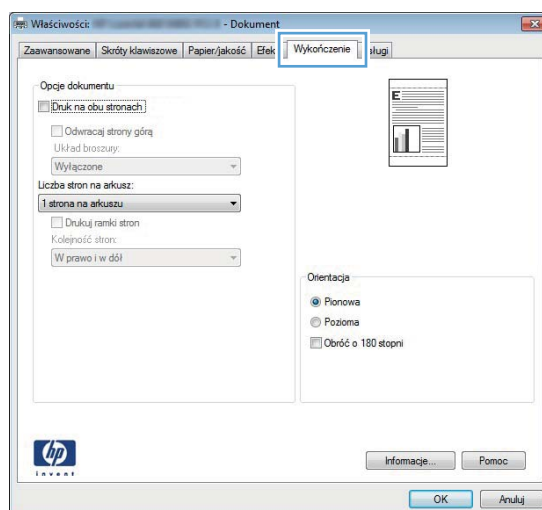 Właściwości: - Dokument
Zaawansowane Skróty klawiszowe Papier/jakość Efek Wykończenie sługi
Opcje dokumentu
Druk na obu stronach
E
Odwracaj strony górą
Układ broszury:
Wyłączone
Liczba stron na arkusz:
1 strona na arkuszu
Drukuj ramki stron
Kolejność stron:
W prawo i w dół
Orientacja
Pionowa
Pozioma
Obróć o 180 stopni
hp
invent
Informacje... Pomoc
OK Anuluj